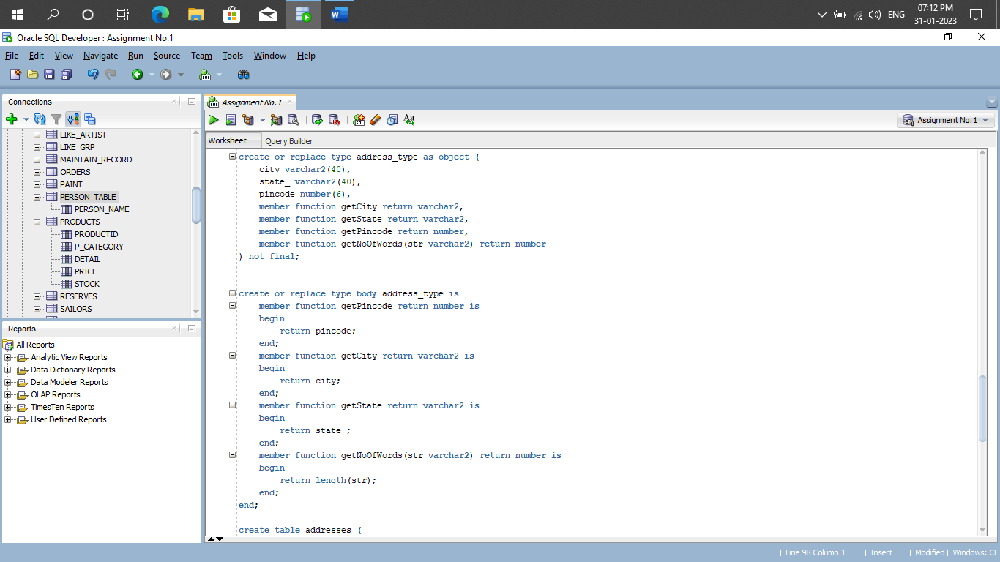 07:12 PM
ENG
31-01-2023
Oracle SQL Developer : Assignment No.1
File Edit View Navigate Run Source Team Tools Window Help
Connections
LIKE_ARTIST
LIKE_GRP
MAINTAIN_RECORD
ORDERS
PAINT
PERSON_TABLE
PERSON_NAME
PRODUCTS
PRODUCTID
P_CATEGORY
DETAIL
PRICE
STOCK
RESERVES
SAILORS
Reports
All Reports
Analytic View Reports
Data Dictionary Reports
Data Modeler Reports
OLAP Reports
TimesTen Reports
User Defined Reports
Assignment No.1
Aa
Assignment No.1
Worksheet Query Builder
create or replace type address_type as object (
city varchar2(40),
state_ varchar2(40),
pincode number(6),
member function getCity return varchar2,
member function getState return varchar2,
member function getPincode return number,
member function getNoOfWords(str varchar2) return number
) not final;
create or replace type body address_type is
member function getPincode return number is
begin
return pincode;
end;
member function getCity return varchar2 is
begin
return city;
end;
member function getState return varchar2 is
begin
return state_;
end;
member function getNoOfWords(str varchar2) return number is
begin
return length(str);
end;
end;
create table addresses (
| Line 98 Column 1 | Insert | Modified | Windows: CR